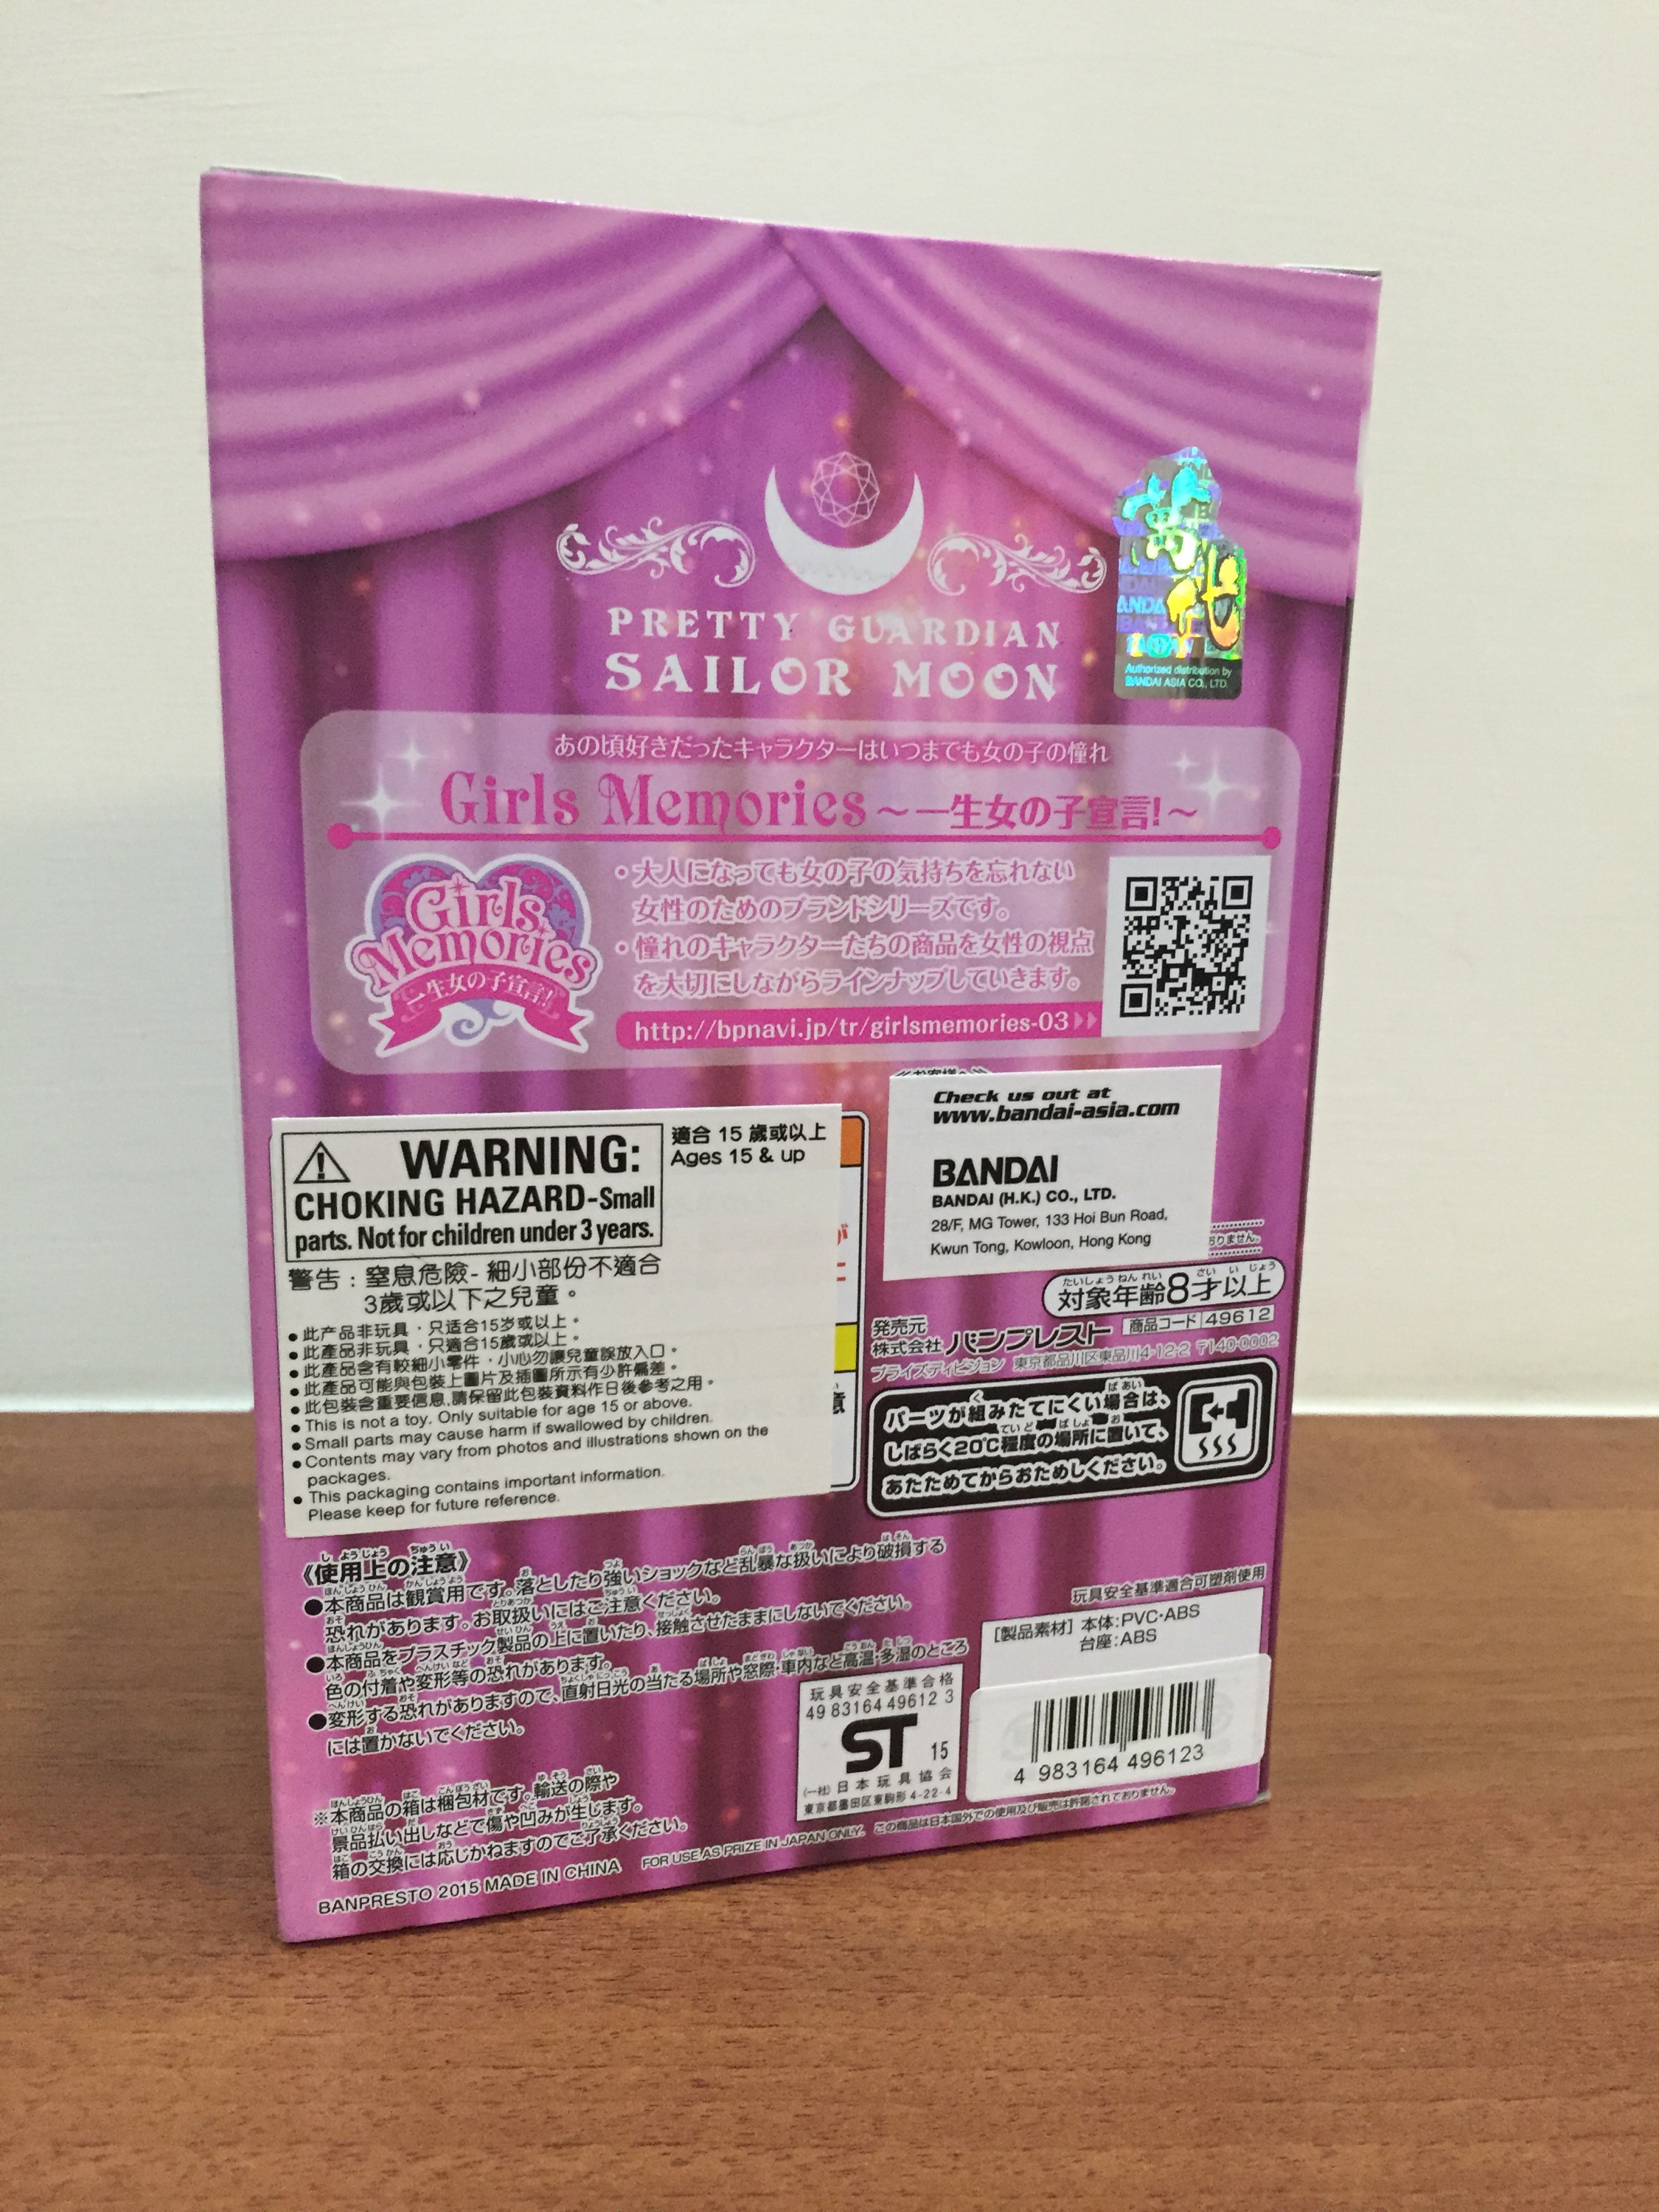 PRETTY GUARDIAN
SAILOR MOON
萬代
Authorized distribution by
BANDAI ASIA CO., LTD.
あの頃好きだったキャラクターはいつまでも女の子の憧れ
Girls Memories～一生女の子宣言!～
Girls
Memories
一生女の子宣言!
・大人になっても女の子の気持ちを忘れない
女性のためのブランドシリーズです。
・憧れのキャラクターたちの商品を女性の視点
を大切にしながらラインナップしていきます。
http://bpnavi.jp/tr/girlsmemories-03
WARNING:
CHOKING HAZARD-Small
parts. Not for children under 3 years.
適合 15 歲或以上
Ages 15 & up
警告 : 窒息危險 - 細小部份不適合
3歲或以下之兒童。
● 此产品非玩具，只适合15岁或以上。
● 此產品非玩具，只適合15歲或以上。
● 此產品含有較細小零件，小心勿讓兒童誤放入口。
● 此產品可能與包裝上圖片及插圖所示有少許偏差。
● 此包裝含重要信息,請保留此包裝資料作日後參考之用。
● This is not a toy. Only suitable for age 15 or above.
● Small parts may cause harm if swallowed by children.
● Contents may vary from photos and illustrations shown on the
packages.
● This packaging contains important information.
Please keep for future reference.
Check us out at
www.bandai-asia.com
BANDAI
BANDAI (H.K.) CO., LTD.
28/F, MG Tower, 133 Hoi Bun Road,
Kwun Tong, Kowloon, Hong Kong
おりません。
対象年齢8才以上
発売元
株式会社 バンプレスト 商品コード 49612
プライズディビジョン 東京都品川区東品川4-12-2 〒140-0002
パーツが組みたてにくい場合は、
しばらく20℃程度の場所に置いて、
あたためてからおためしください。
《使用上の注意》
●本商品は観賞用です。落としたり強いショックなど乱暴な扱いにより破損する
恐れがあります。お取扱いにはご注意ください。
●本商品をプラスチック製品の上に置いたり、接触させたままにしないでください。
色の付着や変形等の恐れがあります。
●変形する恐れがありますので、直射日光の当たる場所や窓際・車内など高温・多湿のところ
には置かないでください。
玩具安全基準適合可塑剤使用
[製品素材] 本体:PVC・ABS
台座:ABS
玩具安全基準合格
49 83164 49612 3
ST 15
(一社)日本玩具協会
東京都墨田区東駒形 4-22-4
4 983164 496123
※本商品の箱は梱包材です。輸送の際や
景品払い出しなどで傷や凹みが生じます。
箱の交換には応じかねますのでご了承ください。
BANPRESTO 2015 MADE IN CHINA
FOR USE AS PRIZE IN JAPAN ONLY. この商品は日本国外での使用及び販売は許諾されておりません。